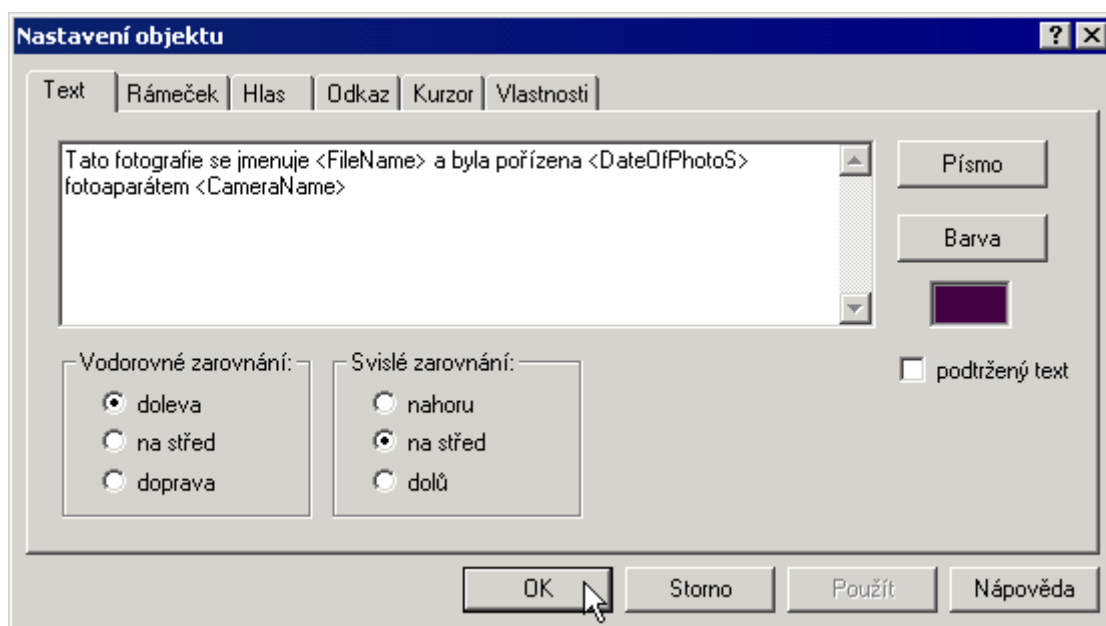 Nastavení objektu
Text Rámeček Hlas Odkaz Kurzor Vlastnosti
Tato fotografie se jmenuje <FileName> a byla pořízena <DateOfPhotoS>
fotoaparátem <CameraName>
Písmo
Barva
podtržený text
Vodorovné zarovnání:
doleva
na střed
doprava
Svislé zarovnání:
nahoru
na střed
dolů
OK Storno Použít Nápověda